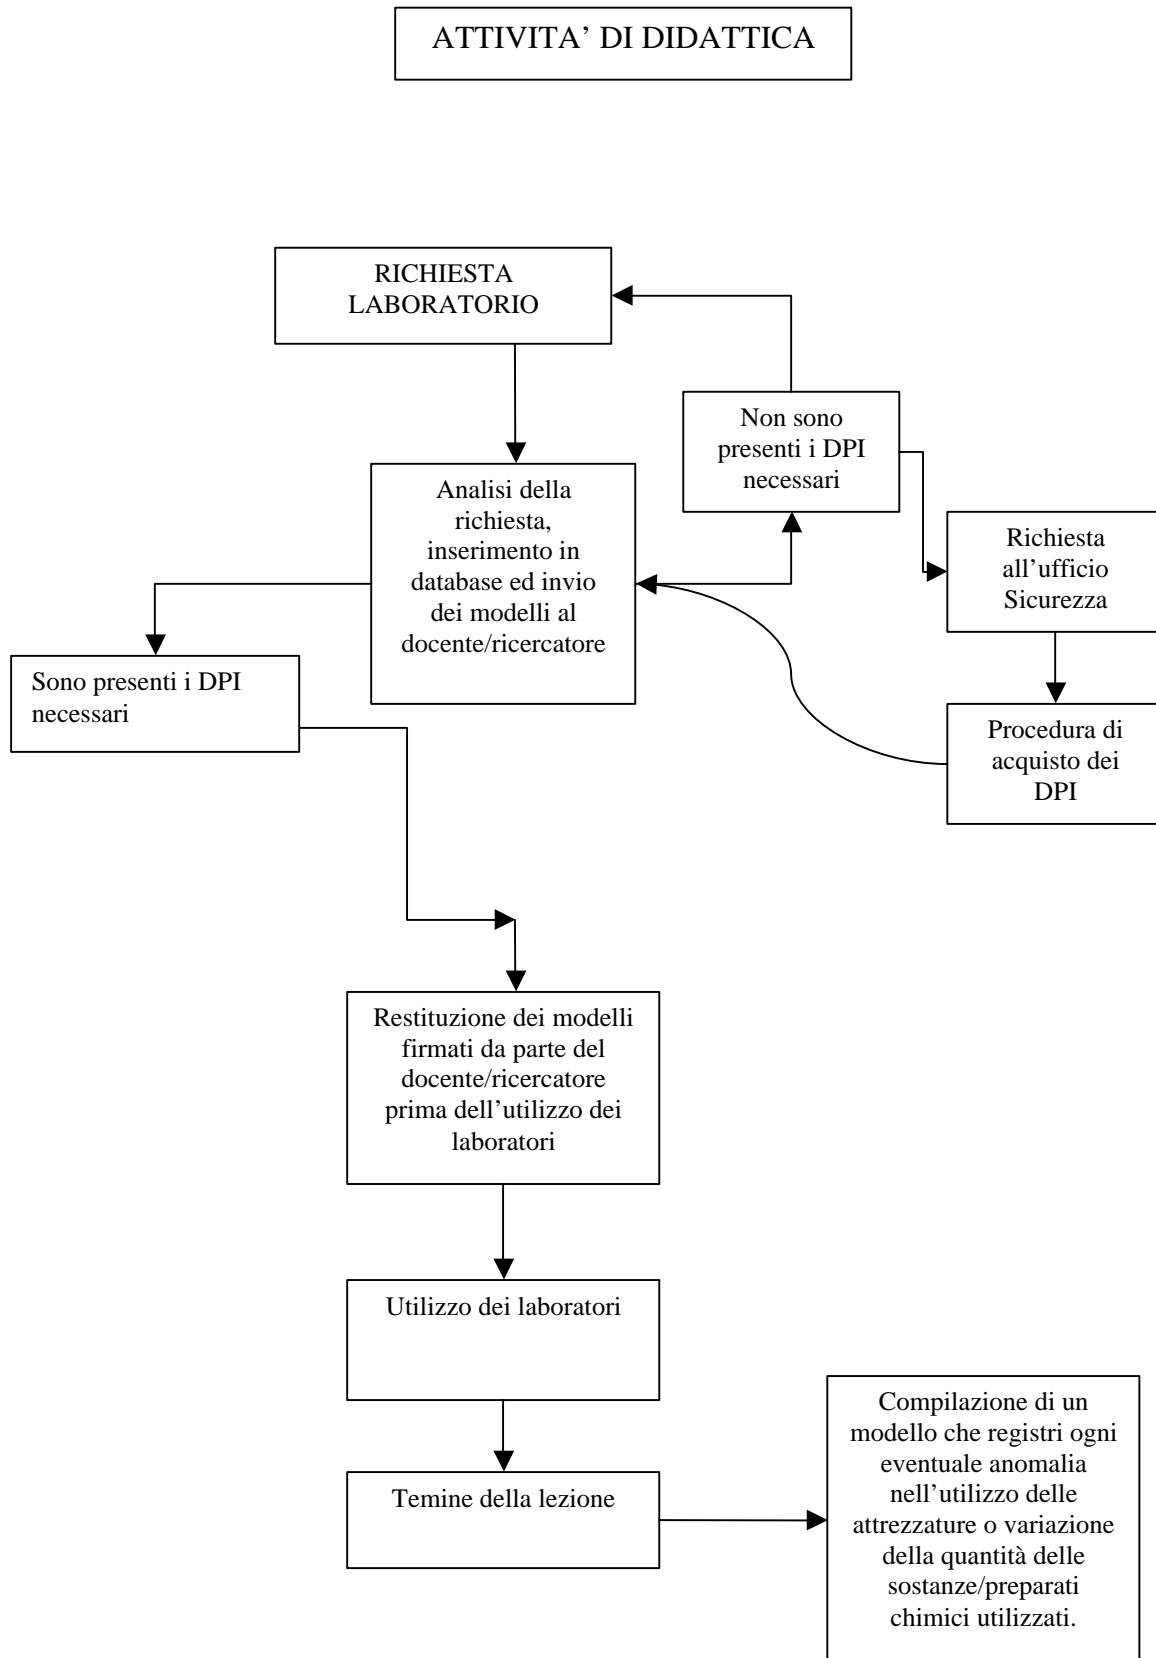 ATTIVITA’ DI DIDATTICA
RICHIESTA
LABORATORIO
Non sono
presenti i DPI
necessari
Analisi della
richiesta,
inserimento in
database ed invio
dei modelli al
docente/ricercatore
Richiesta
all’ufficio
Sicurezza
Sono presenti i DPI
necessari
Procedura di
acquisto dei
DPI
Restituzione dei modelli
firmati da parte del
docente/ricercatore
prima dell’utilizzo dei
laboratori
Utilizzo dei laboratori
Temine della lezione
Compilazione di un
modello che registri ogni
eventuale anomalia
nell’utilizzo delle
attrezzature o variazione
della quantità delle
sostanze/preparati
chimici utilizzati.